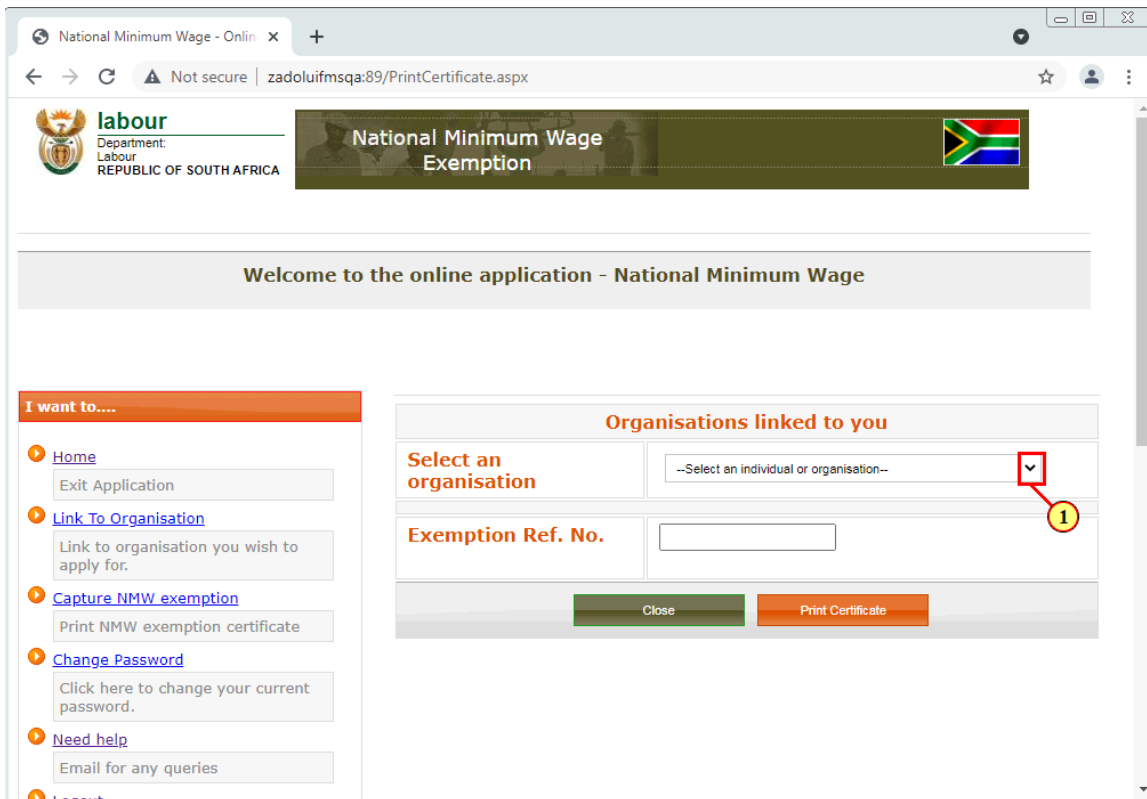 National Minimum Wage - Onlin
Not secure | zadoluifmsqa:89/PrintCertificate.aspx
labour
Department:
Labour
REPUBLIC OF SOUTH AFRICA
National Minimum Wage
Exemption
Welcome to the online application - National Minimum Wage
I want to....
Home
Exit Application
Link To Organisation
Link to organisation you wish to
apply for.
Capture NMW exemption
Print NMW exemption certificate
Change Password
Click here to change your current
password.
Need help
Email for any queries
Logout
Organisations linked to you
Select an
organisation
--Select an individual or organisation--
1
Exemption Ref. No.
Close
Print Certificate